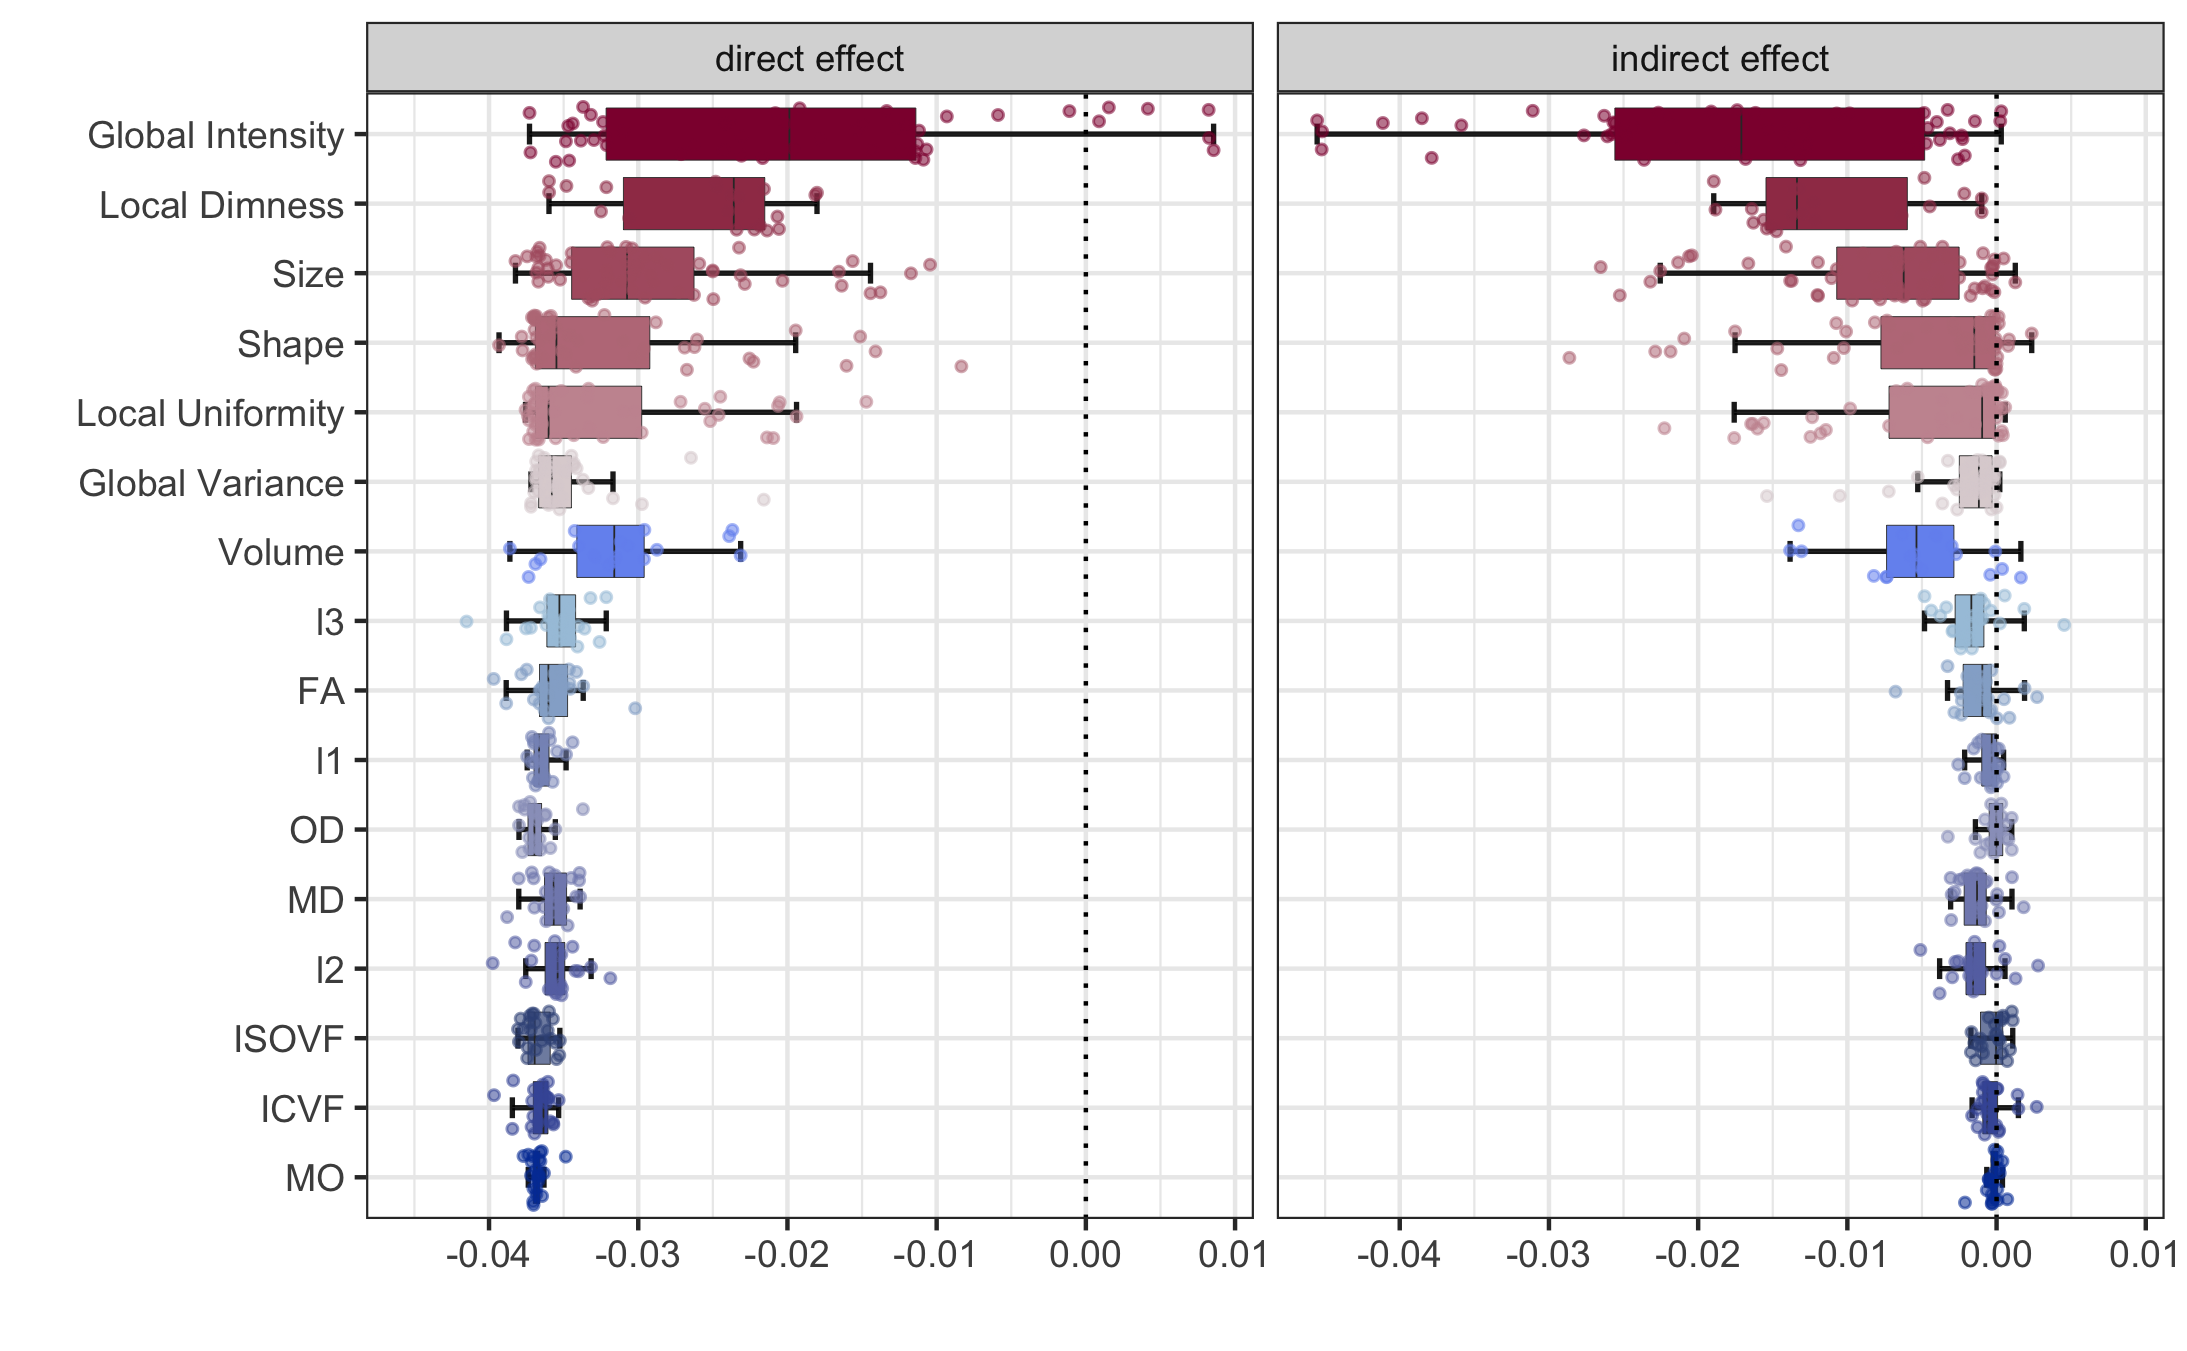 direct effect
indirect effect
Global Intensity
Local Dimness
Size
Shape
Local Uniformity
Global Variance
Volume
I3
FA
I1
OD
MD
I2
ISOVF
ICVF
MO
-0.04 -0.03 -0.02 -0.01 0.00 0.01
-0.04 -0.03 -0.02 -0.01 0.00 0.01